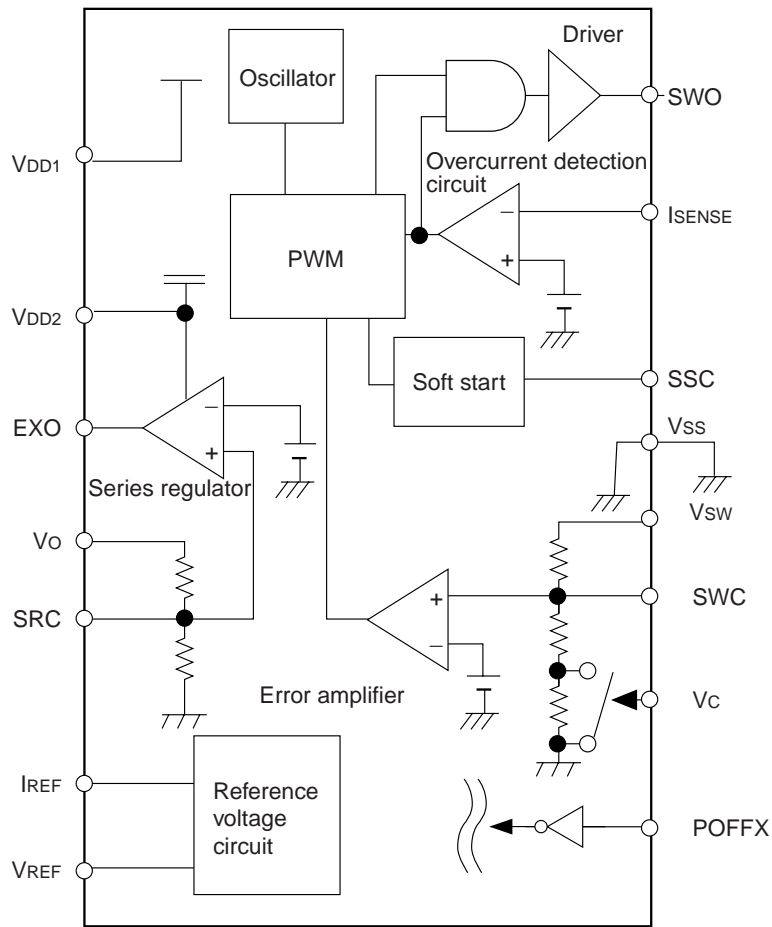 Driver
Oscillator
SWO
VDD1
Overcurrent detection
circuit
ISENSE
−
+
PWM
VDD2
Soft start
SSC
EXO
−
+
VSS
Series regulator
VSW
VO
SRC
+
−
SWC
Error amplifier
VC
IREF
Reference
voltage
circuit
POFFX
VREF